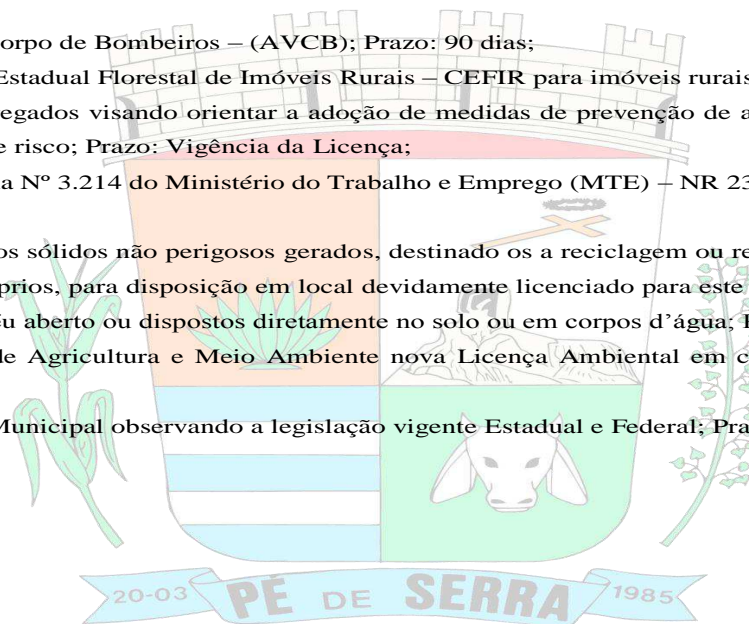 orpo de Bombeiros – (AVCB); Prazo: 90 dias;
Estadual Florestal de Imóveis Rurais – CEFIR para imóveis rurais
egados visando orientar a adoção de medidas de prevenção de a
e risco; Prazo: Vigência da Licença;
a Nº 3.214 do Ministério do Trabalho e Emprego (MTE) – NR 23
os sólidos não perigosos gerados, destinado os a reciclagem ou re
prios, para disposição em local devidamente licenciado para este
éu aberto ou dispostos diretamente no solo ou em corpos d’água; P
de Agricultura e Meio Ambiente nova Licença Ambiental em c
Municipal observando a legislação vigente Estadual e Federal; Pra
20-03 PÉ DE SERRA 1985